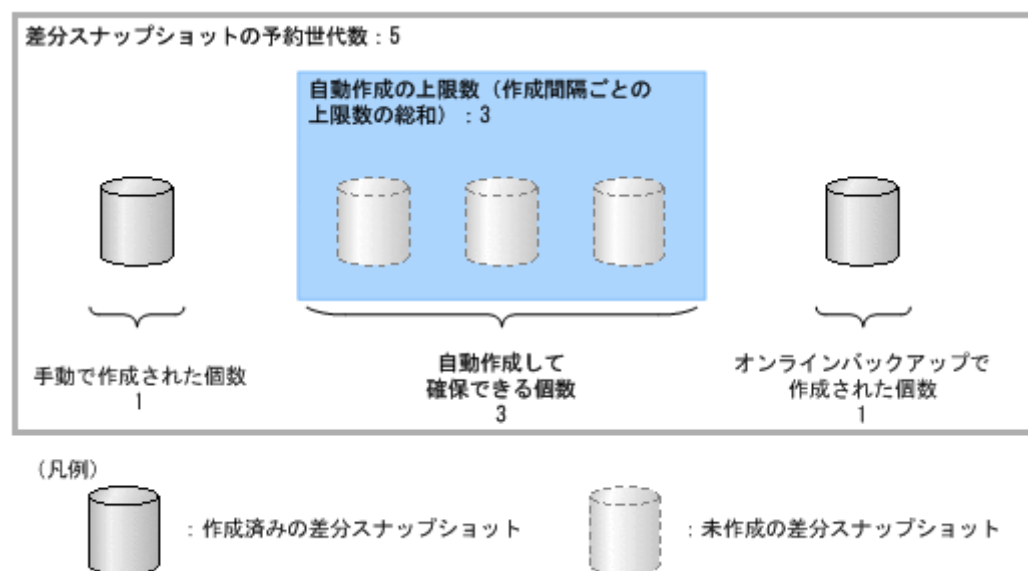 差分スナップショットの予約世代数：5
自動作成の上限数（作成間隔ごとの
上限数の総和）：3
手動で作成された個数
1
自動作成して
確保できる個数
3
オンラインバックアップで
作成された個数
1
（凡例）
：作成済みの差分スナップショット
：未作成の差分スナップショット